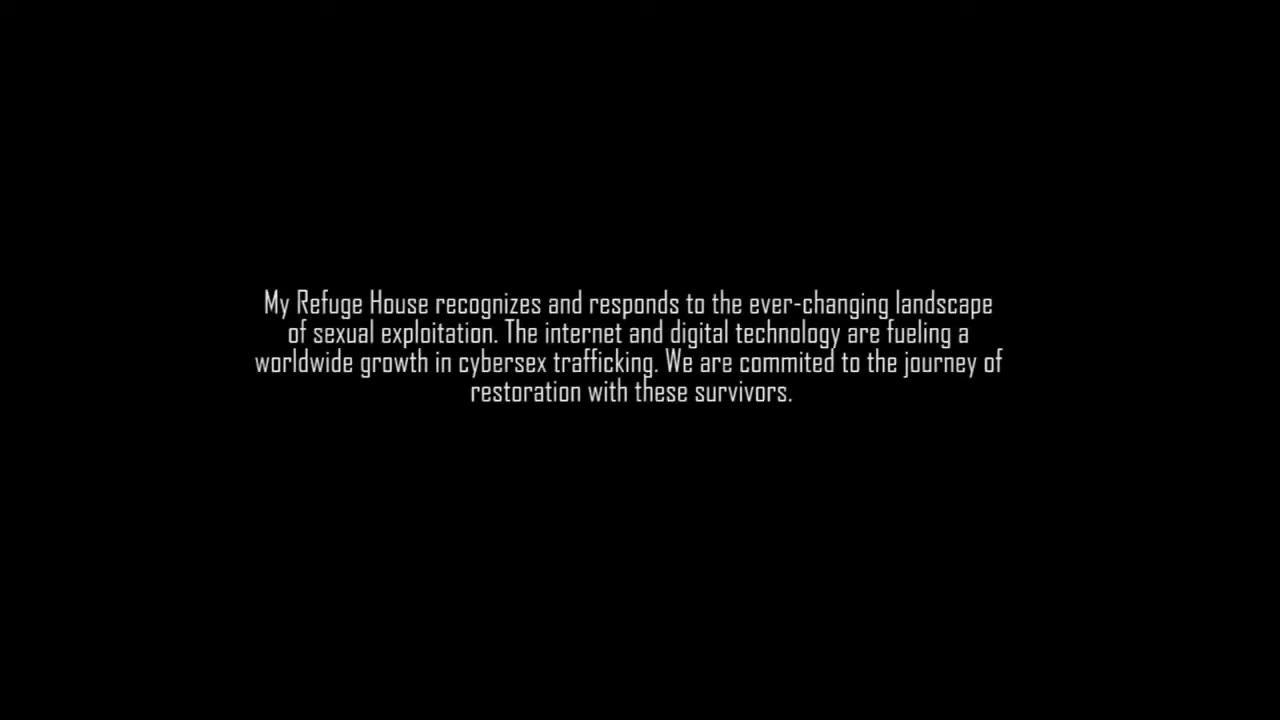 My Refuge House recognizes and responds to the ever-changing landscape
of sexual exploitation. The internet and digital technology are fueling a
worldwide growth in cybersex trafficking. We are commited to the journey of
restoration with these survivors.